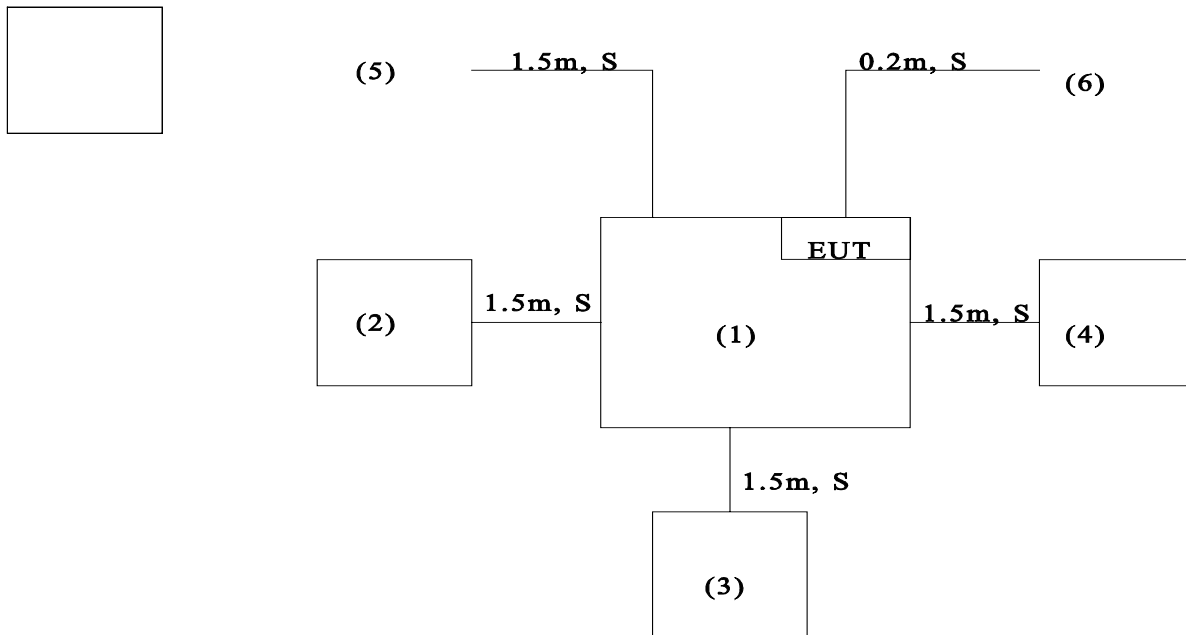 (5)
1.5m, S
0.2m, S
(6)
EUT
(2)
1.5m, S
(1)
1.5m, S
(4)
1.5m, S
(3)